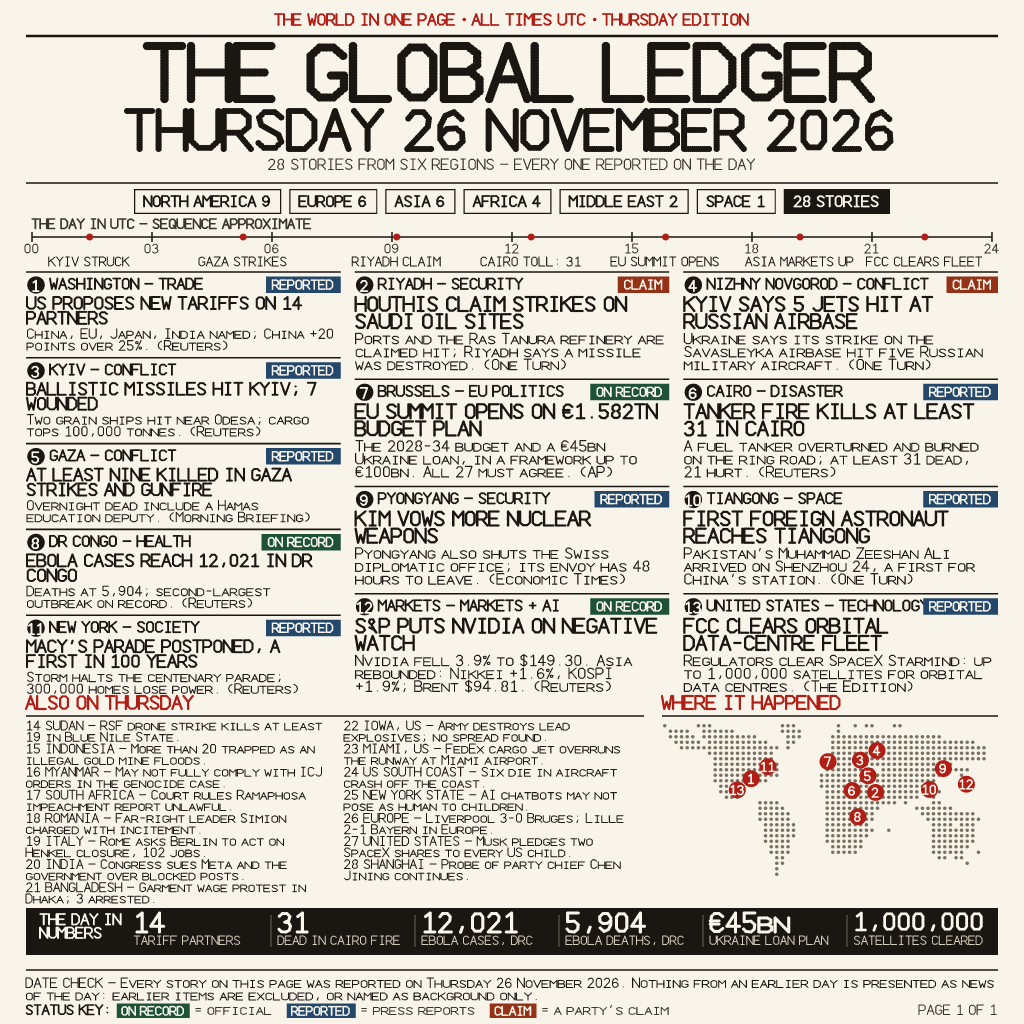 THE WORLD IN ONE PAGE • ALL TIMES UTC • THURSDAY EDITION
THE GLOBAL LEDGER
THURSDAY 26 NOVEMBER 2026
28 STORIES FROM SIX REGIONS – EVERY ONE REPORTED ON THE DAY
NORTH AMERICA 9 EUROPE 6 ASIA 6 AFRICA 4 MIDDLE EAST 2 SPACE 1 28 STORIES
THE DAY IN UTC – SEQUENCE APPROXIMATE
00 03 06 09 12 15 18 21 24
KYIV STRUCK GAZA STRIKES RIYADH CLAIM CAIRO TOLL: 31 EU SUMMIT OPENS ASIA MARKETS UP FCC CLEARS FLEET
1 WASHINGTON – TRADE REPORTED
US PROPOSES NEW TARIFFS ON 14
PARTNERS
CHINA, EU, JAPAN, INDIA NAMED; CHINA +20
POINTS OVER 25%. (REUTERS)
3 KYIV – CONFLICT REPORTED
BALLISTIC MISSILES HIT KYIV; 7
WOUNDED
TWO GRAIN SHIPS HIT NEAR ODESA; CARGO
TOPS 100,000 TONNES. (REUTERS)
5 GAZA – CONFLICT REPORTED
AT LEAST NINE KILLED IN GAZA
STRIKES AND GUNFIRE
OVERNIGHT DEAD INCLUDE A HAMAS
EDUCATION DEPUTY. (MORNING BRIEFING)
8 DR CONGO – HEALTH ON RECORD
EBOLA CASES REACH 12,021 IN DR
CONGO
DEATHS AT 5,904; SECOND-LARGEST
OUTBREAK ON RECORD. (REUTERS)
11 NEW YORK – SOCIETY REPORTED
MACY'S PARADE POSTPONED, A
FIRST IN 100 YEARS
STORM HALTS THE CENTENARY PARADE;
300,000 HOMES LOSE POWER. (REUTERS)
2 RIYADH – SECURITY CLAIM
HOUTHIS CLAIM STRIKES ON
SAUDI OIL SITES
PORTS AND THE RAS TANURA REFINERY ARE
CLAIMED HIT; RIYADH SAYS A MISSILE
WAS DESTROYED. (ONE TURN)
7 BRUSSELS – EU POLITICS ON RECORD
EU SUMMIT OPENS ON €1.582TN
BUDGET PLAN
THE 2028-34 BUDGET AND A €45BN
UKRAINE LOAN, IN A FRAMEWORK UP TO
€100BN. ALL 27 MUST AGREE. (AP)
9 PYONGYANG – SECURITY REPORTED
KIM VOWS MORE NUCLEAR
WEAPONS
PYONGYANG ALSO SHUTS THE SWISS
DIPLOMATIC OFFICE; ITS ENVOY HAS 48
HOURS TO LEAVE. (ECONOMIC TIMES)
12 MARKETS – MARKETS + AI ON RECORD
S&P PUTS NVIDIA ON NEGATIVE
WATCH
NVIDIA FELL 3.9% TO $149.30. ASIA
REBOUNDED: NIKKEI +1.6%, KOSPI
+1.9%; BRENT $94.81. (REUTERS)
4 NIZHNY NOVGOROD – CONFLICT CLAIM
KYIV SAYS 5 JETS HIT AT
RUSSIAN AIRBASE
UKRAINE SAYS ITS STRIKE ON THE
SAVASLEYKA AIRBASE HIT FIVE RUSSIAN
MILITARY AIRCRAFT. (ONE TURN)
6 CAIRO – DISASTER REPORTED
TANKER FIRE KILLS AT LEAST
31 IN CAIRO
A FUEL TANKER OVERTURNED AND BURNED
ON THE RING ROAD; AT LEAST 31 DEAD,
21 HURT. (REUTERS)
10 TIANGONG – SPACE REPORTED
FIRST FOREIGN ASTRONAUT
REACHES TIANGONG
PAKISTAN'S MUHAMMAD ZEESHAN ALI
ARRIVED ON SHENZHOU 24, A FIRST FOR
CHINA'S STATION. (ONE TURN)
13 UNITED STATES – TECHNOLOGY REPORTED
FCC CLEARS ORBITAL
DATA-CENTRE FLEET
REGULATORS CLEAR SPACEX STARMIND: UP
TO 1,000,000 SATELLITES FOR ORBITAL
DATA CENTRES. (THE EDITION)
ALSO ON THURSDAY
14 SUDAN – RSF DRONE STRIKE KILLS AT LEAST
19 IN BLUE NILE STATE.
15 INDONESIA – MORE THAN 20 TRAPPED AS AN
ILLEGAL GOLD MINE FLOODS.
16 MYANMAR – MAY NOT FULLY COMPLY WITH ICJ
ORDERS IN THE GENOCIDE CASE.
17 SOUTH AFRICA – COURT RULES RAMAPHOSA
IMPEACHMENT REPORT UNLAWFUL.
18 ROMANIA – FAR-RIGHT LEADER SIMION
CHARGED WITH INCITEMENT.
19 ITALY – ROME ASKS BERLIN TO ACT ON
HENKEL CLOSURE, 102 JOBS.
20 INDIA – CONGRESS SUES META AND THE
GOVERNMENT OVER BLOCKED POSTS.
21 BANGLADESH – GARMENT WAGE PROTEST IN
DHAKA; 3 ARRESTED.
22 IOWA, US – ARMY DESTROYS LEAD
EXPLOSIVES; NO SPREAD FOUND.
23 MIAMI, US – FEDEX CARGO JET OVERRUNS
THE RUNWAY AT MIAMI AIRPORT.
24 US SOUTH COAST – SIX DIE IN AIRCRAFT
CRASH OFF THE COAST.
25 NEW YORK STATE – AI CHATBOTS MAY NOT
POSE AS HUMAN TO CHILDREN.
26 EUROPE – LIVERPOOL 3-0 BRUGES; LILLE
2-1 BAYERN IN EUROPE.
27 UNITED STATES – MUSK PLEDGES TWO
SPACEX SHARES TO EVERY US CHILD.
28 SHANGHAI – PROBE OF PARTY CHIEF CHEN
JINING CONTINUES.
WHERE IT HAPPENED
4
7 3
11 9
1 5
13 6 2 10 12
8
THE DAY IN
NUMBERS
14 31 12,021 5,904 €45BN 1,000,000
TARIFF PARTNERS DEAD IN CAIRO FIRE EBOLA CASES, DRC EBOLA DEATHS, DRC UKRAINE LOAN PLAN SATELLITES CLEARED
DATE CHECK – EVERY STORY ON THIS PAGE WAS REPORTED ON THURSDAY 26 NOVEMBER 2026. NOTHING FROM AN EARLIER DAY IS PRESENTED AS NEWS
OF THE DAY: EARLIER ITEMS ARE EXCLUDED, OR NAMED AS BACKGROUND ONLY.
STATUS KEY: ON RECORD = OFFICIAL REPORTED = PRESS REPORTS CLAIM = A PARTY'S CLAIM PAGE 1 OF 1